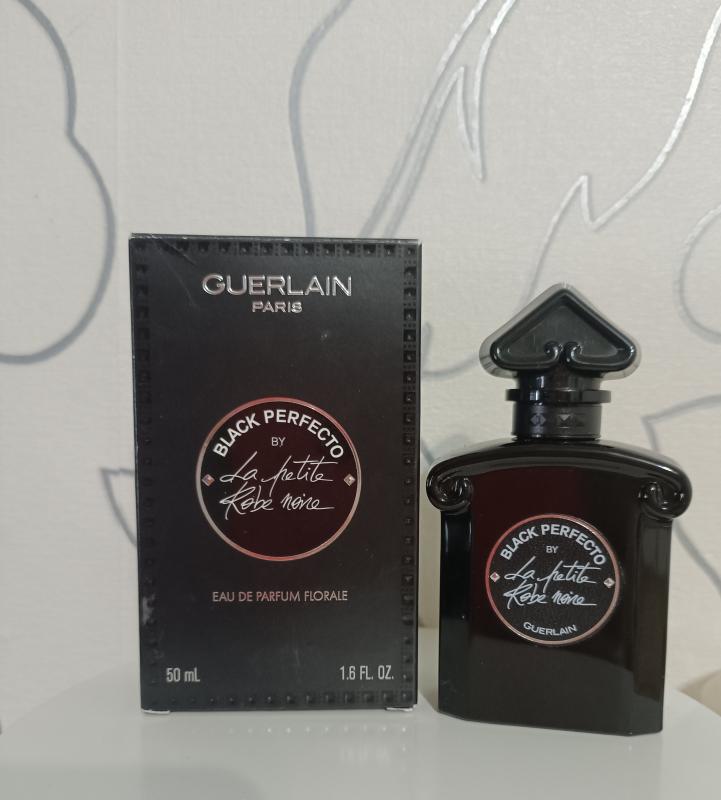 GUERLAIN
PARIS
BLACK PERFECTO
BY
La petite
Robe noire
EAU DE PARFUM FLORALE
50 mL 1.6 FL. OZ.
BLACK PERFECTO
BY
La petite
Robe noire
GUERLAIN